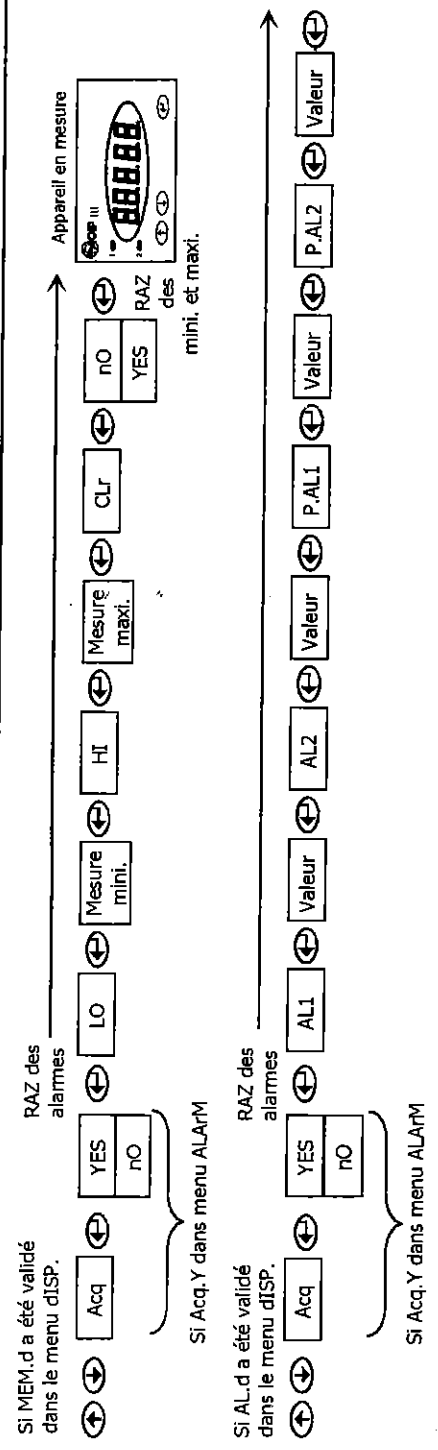 Si MEM.d a été validé
dans le menu dISP.
Acq
YES
nO
Si Acq.Y dans menu ALArM
RAZ des
alarmes
LO
Mesure
mini.
HI
Mesure
maxi.
CLr
nO
YES
RAZ
des
mini. et maxi.
Appareil en mesure
88888
1
2
Si AL.d a été validé
dans le menu dISP.
Acq
YES
nO
Si Acq.Y dans menu ALArM
RAZ des
alarmes
AL1
Valeur
AL2
Valeur
P.AL1
Valeur
P.AL2
Valeur